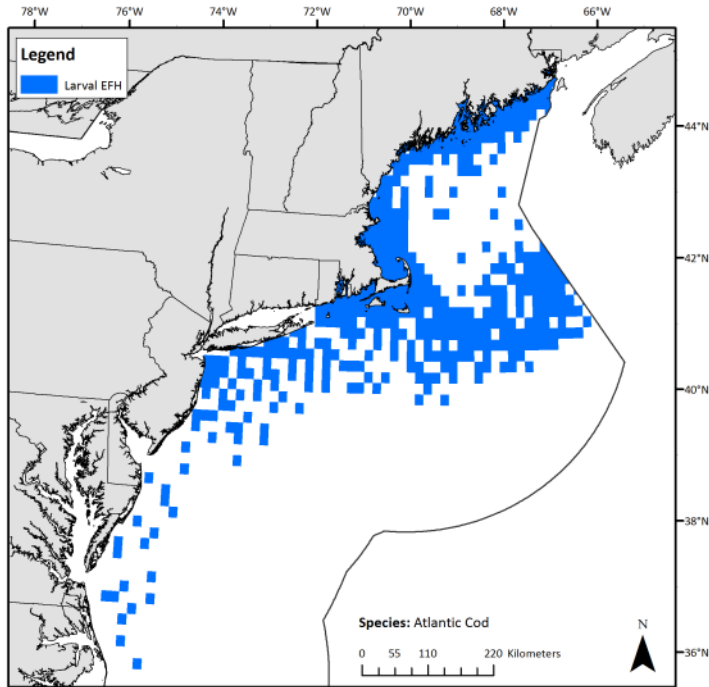 78°W 76°W 74°W 72°W 70°W 68°W 66°W
Legend
Larval EFH
44°N
42°N
40°N
38°N
36°N
Species: Atlantic Cod
N
0 55 110 220 Kilometers